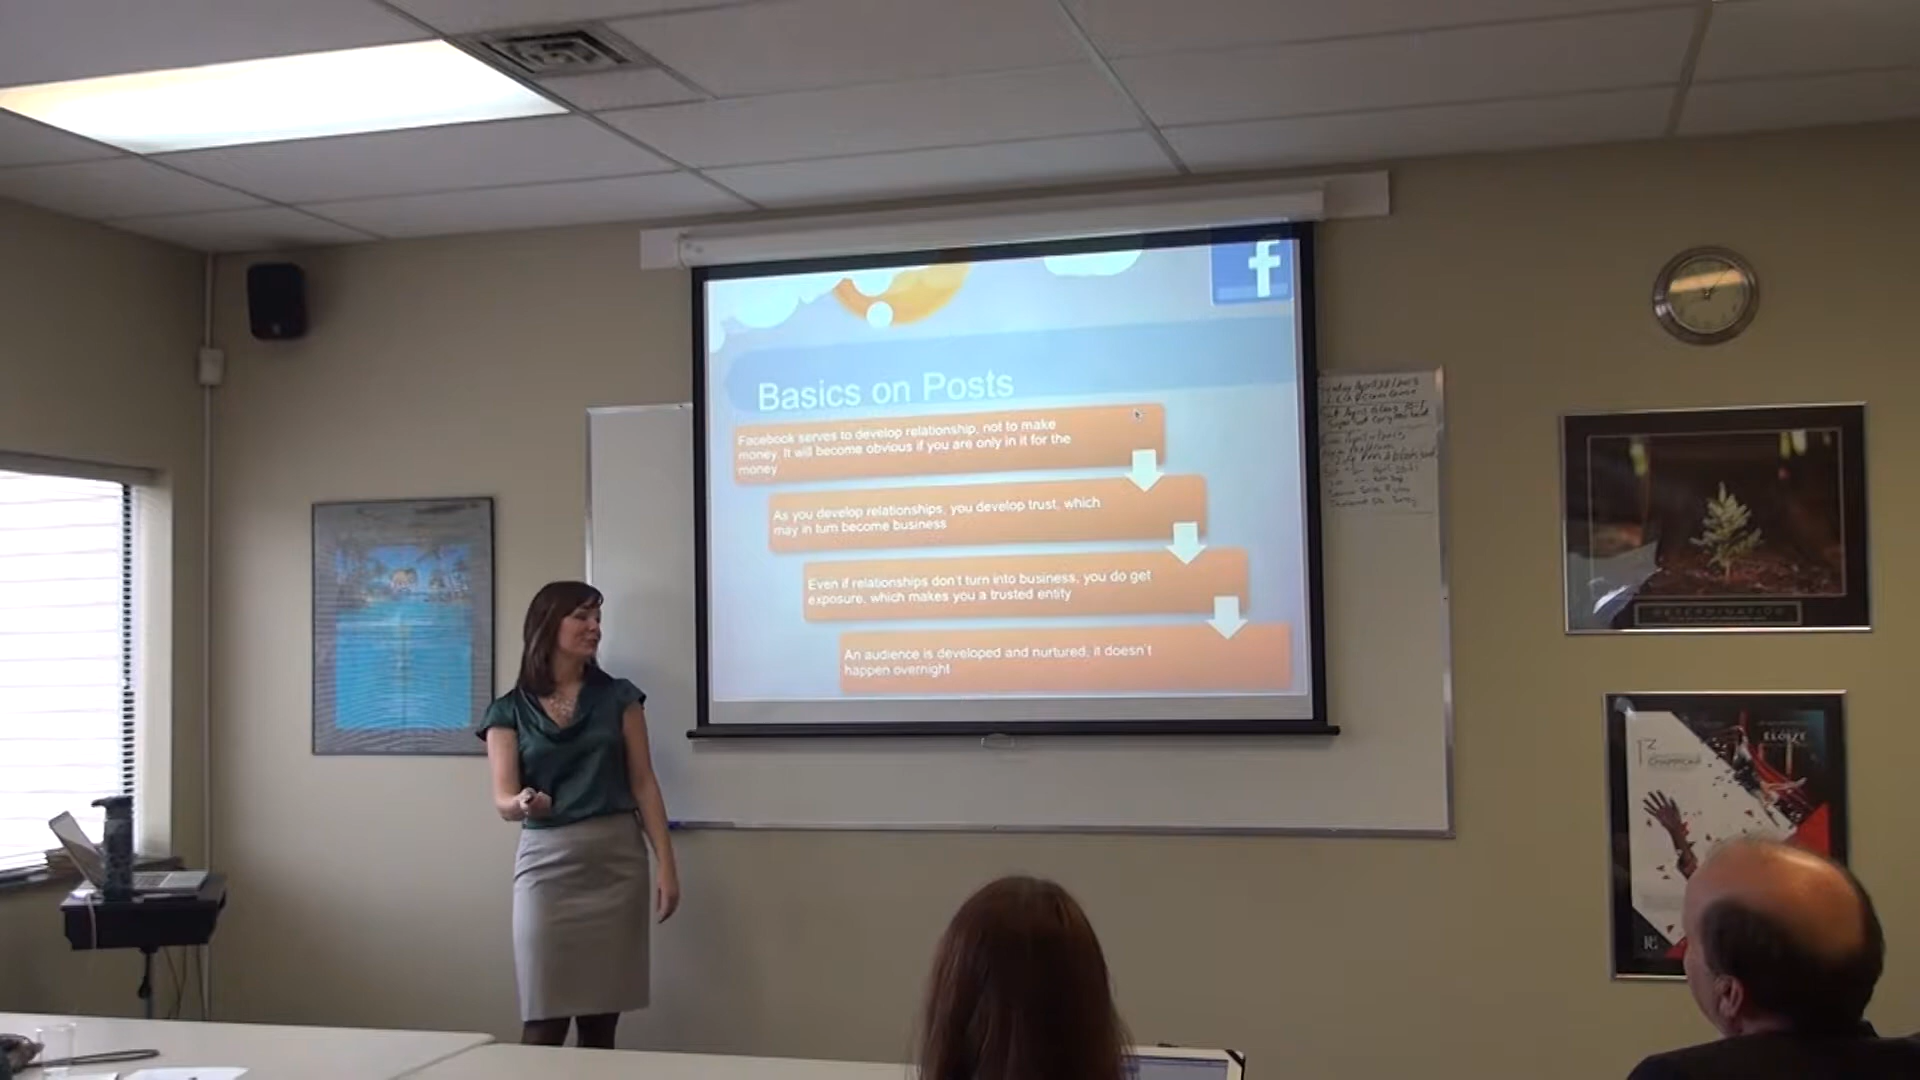 f
Basics on Posts
Facebook serves to develop relationship, not to make
money. It will become obvious if you are only in it for the
money
As you develop relationships, you develop trust, which
may in turn become business
Even if relationships don't turn into business, you do get
exposure, which makes you a trusted entity
An audience is developed and nurtured, it doesn't
happen overnight
DETERMINATION
ELOIZE